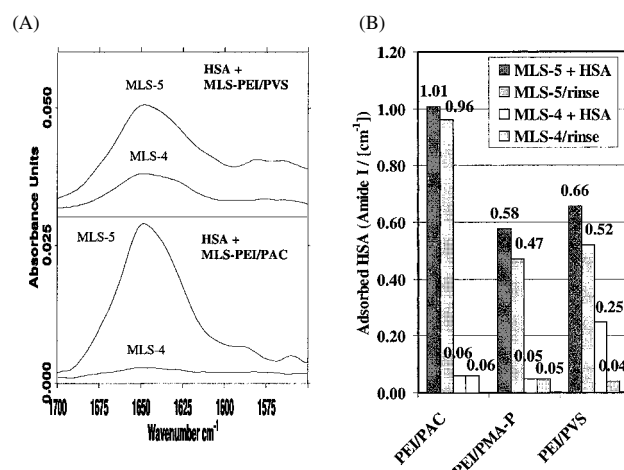 (A)
HSA +
MLS-PEI/PVS
MLS-5
MLS-4
0.050
Absorbance Units
MLS-5
HSA +
MLS-PEI/PAC
0.025
MLS-4
0.000
1700 1675 1650 1625 1600 1575
Wavenumber cm-1
(B)
Adsorbed HSA (Amide I / [cm-1])
1.20
1.00
0.80
0.60
0.40
0.20
0.00
MLS-5 + HSA
MLS-5/rinse
MLS-4 + HSA
MLS-4/rinse
1.01
0.96
0.06
0.06
0.58
0.47
0.05
0.05
0.66
0.52
0.25
0.04
PEI/PAC
PEI/PMA-P
PEI/PVS